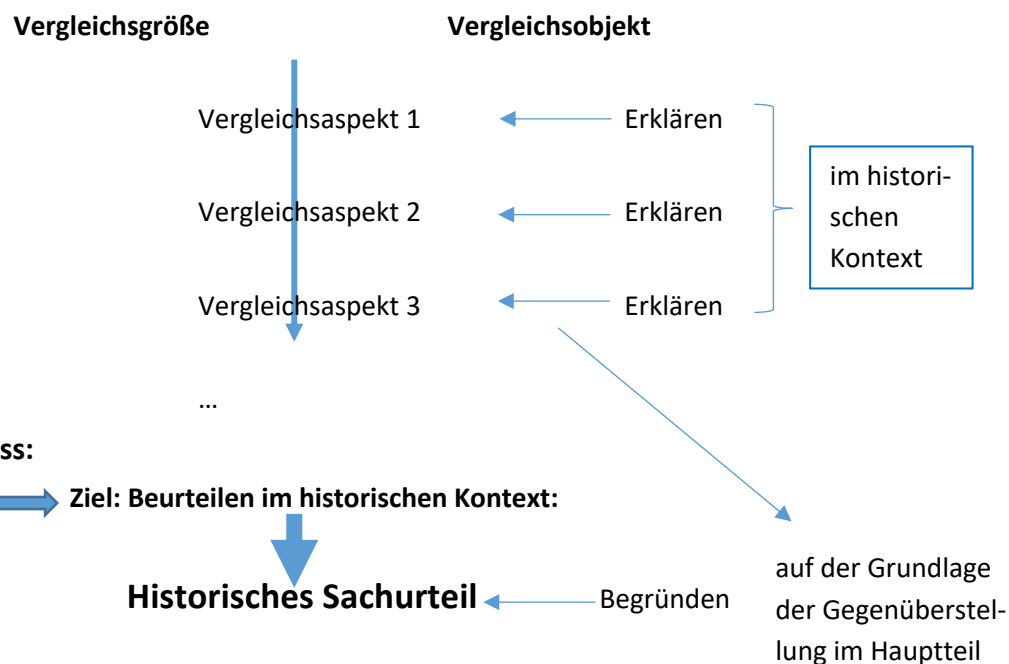 Vergleichsgröße Vergleichsobjekt
Vergleichsaspekt 1 Erklären
im histori-
schen
Kontext
Vergleichsaspekt 2 Erklären
Vergleichsaspekt 3 Erklären
...
ss:
Ziel: Beurteilen im historischen Kontext:
Historisches Sachurteil Begründen
auf der Grundlage
der Gegenüberstel-
lung im Hauptteil